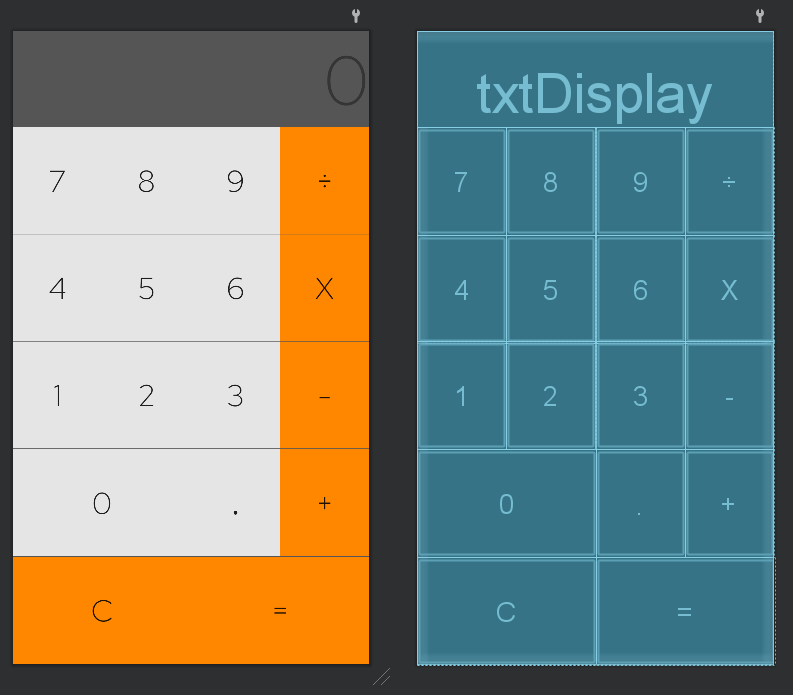 0
7 8 9 ÷
4 5 6 X
1 2 3 -
0 . +
C =
txtDisplay
7 8 9 ÷
4 5 6 X
1 2 3 -
0 . +
C =